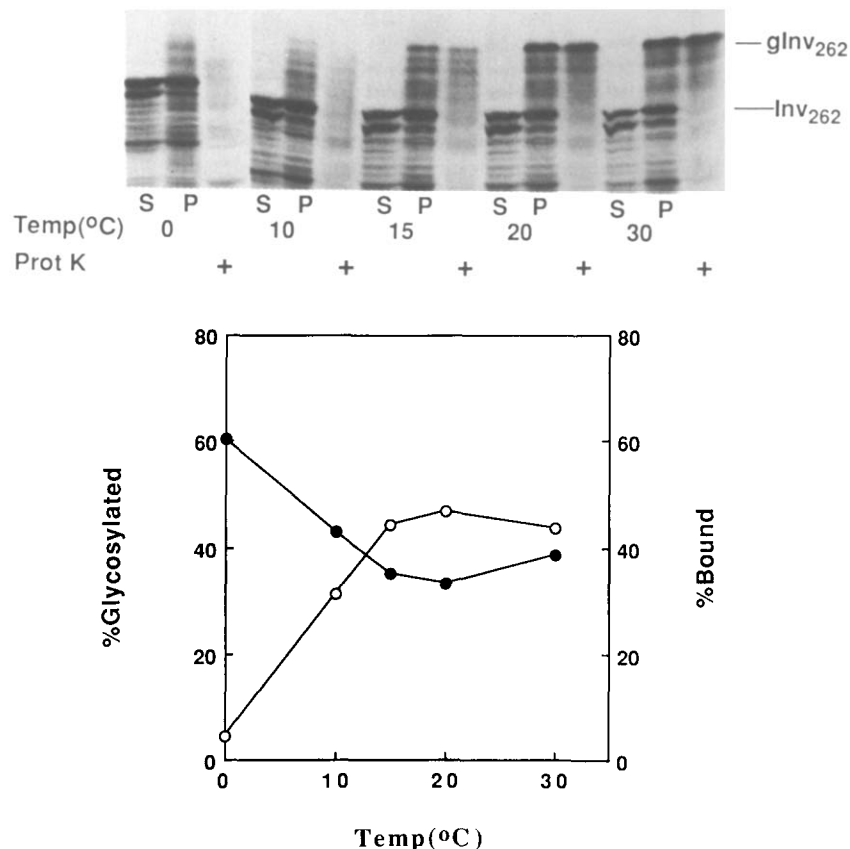 gInv262
Inv262
S P S P S P S P S P
Temp(ºC) 0 10 15 20 30
Prot K + + + + +
80 80
60 60
40 40
20 20
0 0
%Glycosylated
%Bound
0 10 20 30
Temp(ºC)